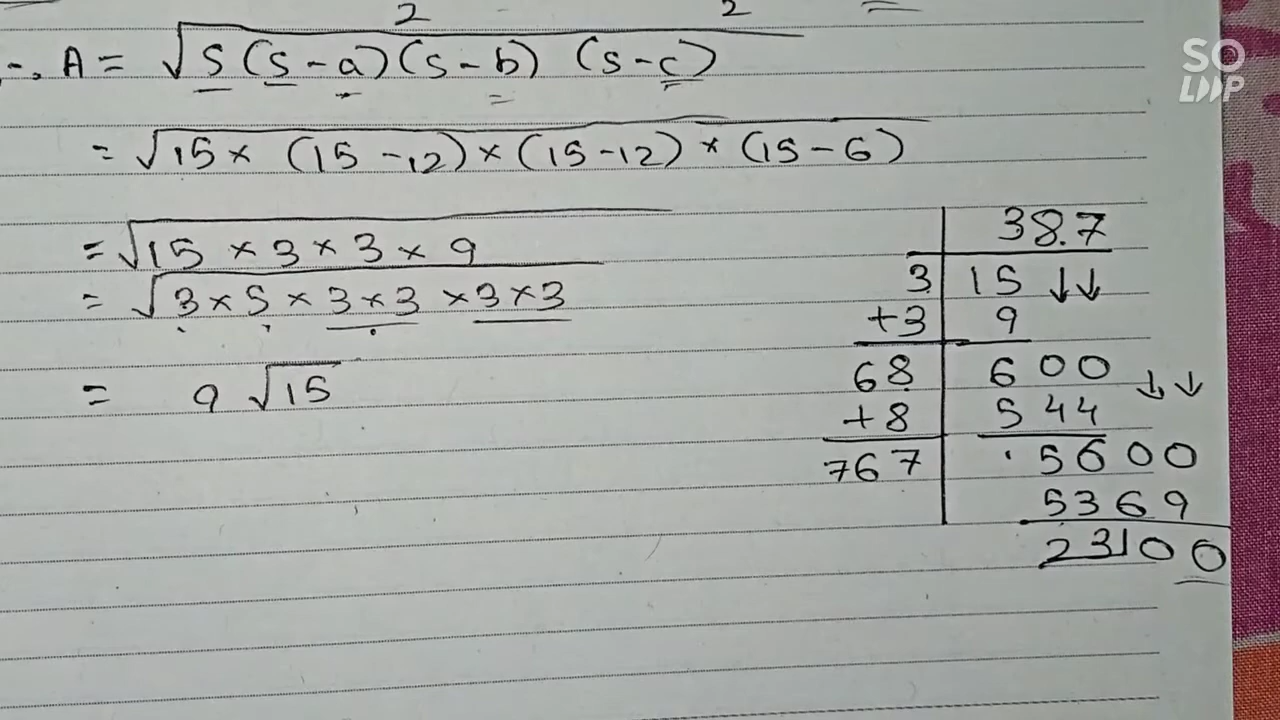 2 2
∴ A = √s(s-a)(s-b) (s-c)
= √15 × (15-12) × (15-12) × (15-6)
= √15 × 3 × 3 × 9
= √3 × 5 × 3 × 3 × 3 × 3
= 9 √15
38.7
3 15 ↓↓
+3 9
68 600 ↓↓
+8 544
767 5600
5369
23100
SO
LOOP